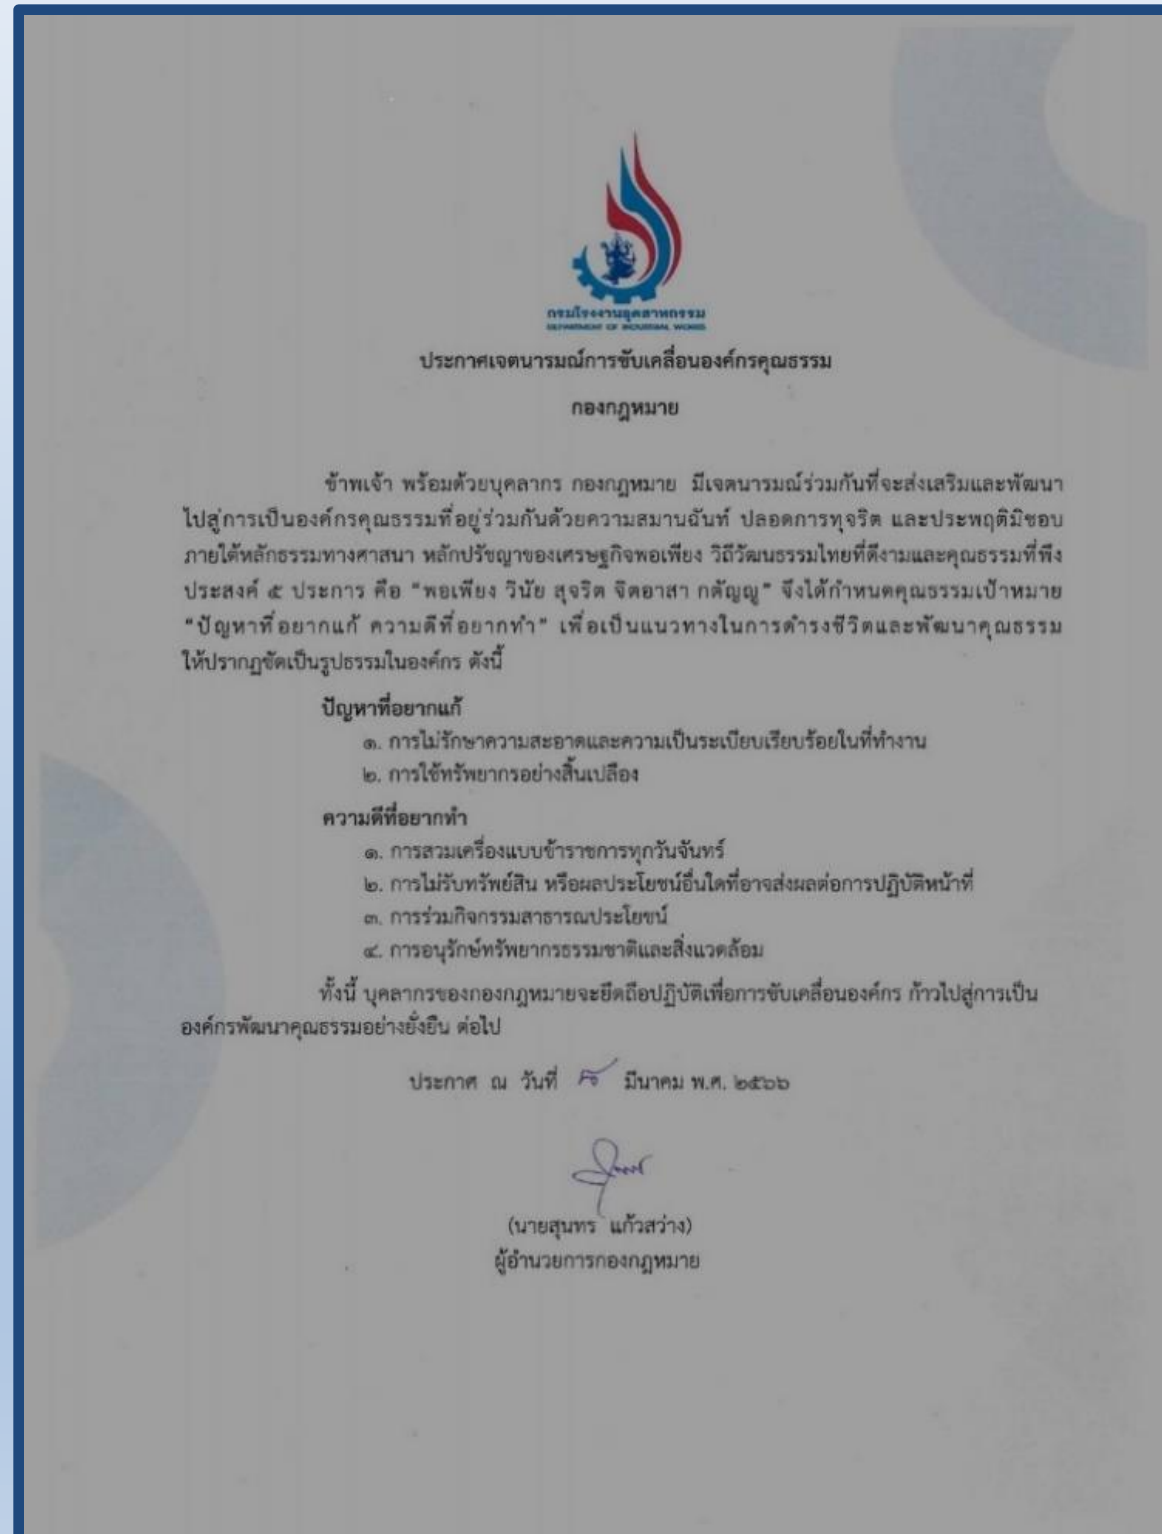 กรมโรงงานอุตสาหกรรม
DEPARTMENT OF INDUSTRIAL WORKS
ประกาศเจตนารมณ์การขับเคลื่อนองค์กรคุณธรรม
กองกฎหมาย
ข้าพเจ้า พร้อมด้วยบุคลากร กองกฎหมาย มีเจตนารมณ์ร่วมกันที่จะส่งเสริมและพัฒนา
ไปสู่การเป็นองค์กรคุณธรรมที่อยู่ร่วมกันด้วยความสมานฉันท์ ปลอดการทุจริต และประพฤติมิชอบ
ภายใต้หลักธรรมทางศาสนา หลักปรัชญาของเศรษฐกิจพอเพียง วิถีวัฒนธรรมไทยที่ดีงามและคุณธรรมที่พึง
ประสงค์ ๕ ประการ คือ "พอเพียง วินัย สุจริต จิตอาสา กตัญญู" จึงได้กำหนดคุณธรรมเป้าหมาย
"ปัญหาที่อยากแก้ ความดีที่อยากทำ" เพื่อเป็นแนวทางในการดำรงชีวิตและพัฒนาคุณธรรม
ให้ปรากฏชัดเป็นรูปธรรมในองค์กร ดังนี้
ปัญหาที่อยากแก้
๑. การไม่รักษาความสะอาดและความเป็นระเบียบเรียบร้อยในที่ทำงาน
๒. การใช้ทรัพยากรอย่างสิ้นเปลือง
ความดีที่อยากทำ
๑. การสวมเครื่องแบบข้าราชการทุกวันจันทร์
๒. การไม่รับทรัพย์สิน หรือผลประโยชน์อื่นใดที่อาจส่งผลต่อการปฏิบัติหน้าที่
๓. การร่วมกิจกรรมสาธารณประโยชน์
๔. การอนุรักษ์ทรัพยากรธรรมชาติและสิ่งแวดล้อม
ทั้งนี้ บุคลากรของกองกฎหมายจะยึดถือปฏิบัติเพื่อการขับเคลื่อนองค์กร ก้าวไปสู่การเป็น
องค์กรพัฒนาคุณธรรมอย่างยั่งยืน ต่อไป
ประกาศ ณ วันที่ มีนาคม พ.ศ. ๒๕๖๖
(นายสุนทร แก้วสว่าง)
ผู้อำนวยการกองกฎหมาย